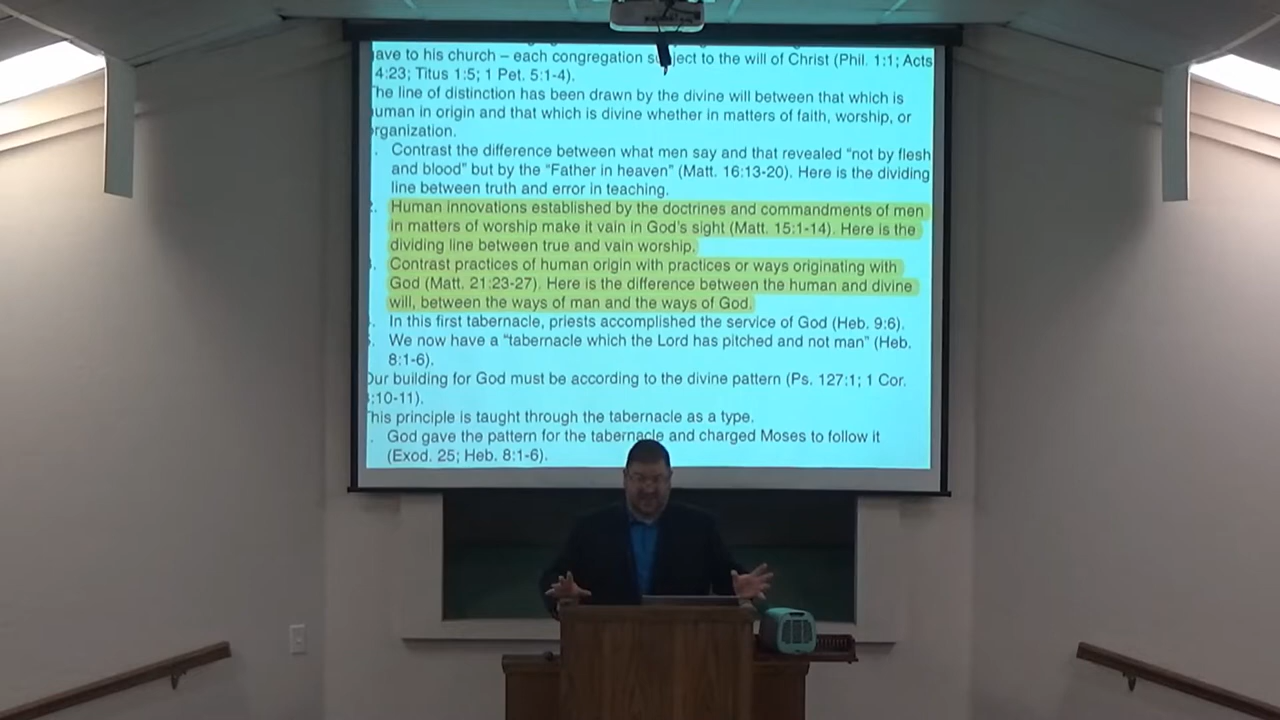 ave to his church – each congregation su ject to the will of Christ (Phil. 1:1; Acts
4:23; Titus 1:5; 1 Pet. 5:1-4).
he line of distinction has been drawn by the divine will between that which is
uman in origin and that which is divine whether in matters of faith, worship, or
rganization.
. Contrast the difference between what men say and that revealed “not by flesh
and blood” but by the “Father in heaven” (Matt. 16:13-20). Here is the dividing
line between truth and error in teaching.
. Human innovations established by the doctrines and commandments of men
in matters of worship make it vain in God’s sight (Matt. 15:1-14). Here is the
dividing line between true and vain worship.
. Contrast practices of human origin with practices or ways originating with
God (Matt. 21:23-27). Here is the difference between the human and divine
will, between the ways of man and the ways of God.
. In this first tabernacle, priests accomplished the service of God (Heb. 9:6).
. We now have a “tabernacle which the Lord has pitched and not man” (Heb.
8:1-6).
Our building for God must be according to the divine pattern (Ps. 127:1; 1 Cor.
:10-11).
This principle is taught through the tabernacle as a type.
. God gave the pattern for the tabernacle and charged Moses to follow it
(Exod. 25; Heb. 8:1-6).